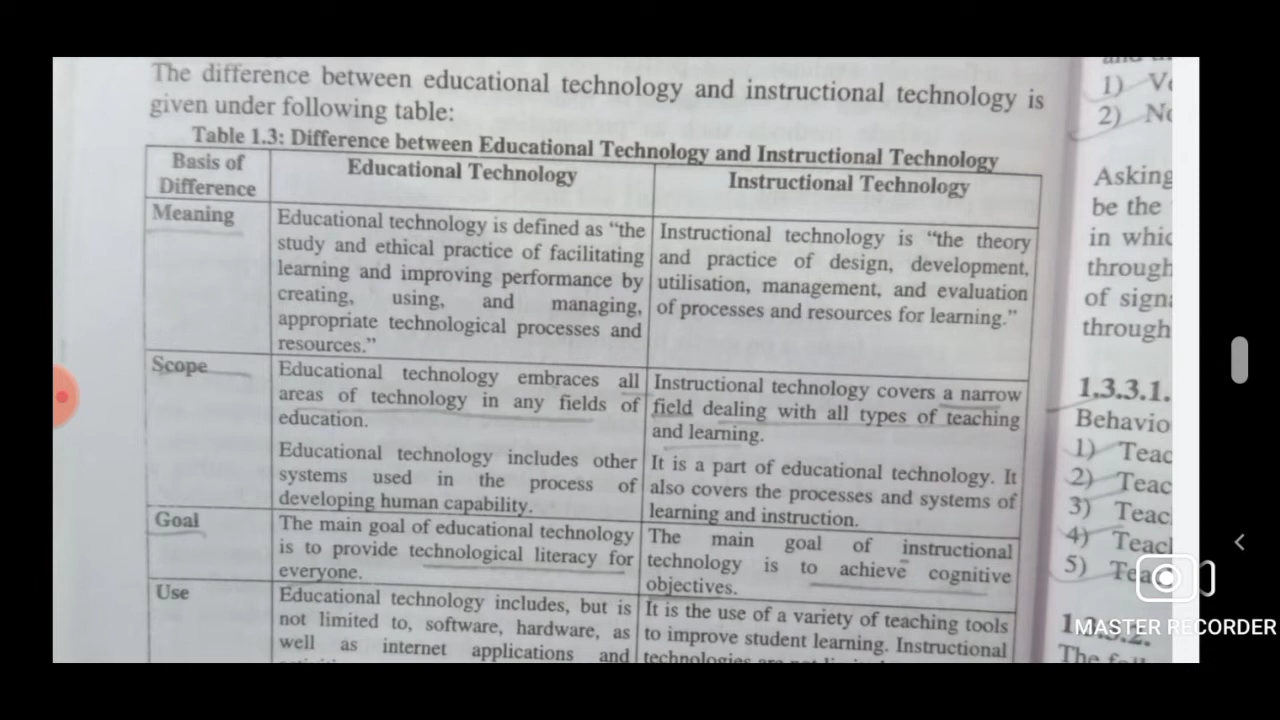 The difference between educational technology and instructional technology is
given under following table:
Table 1.3: Difference between Educational Technology and Instructional Technology
Basis of
Difference
Educational Technology
Instructional Technology
Meaning
Educational technology is defined as “the
study and ethical practice of facilitating
learning and improving performance by
creating, using, and managing,
appropriate technological processes and
resources.”
Instructional technology is “the theory
and practice of design, development,
utilisation, management, and evaluation
of processes and resources for learning.”
Scope
Educational technology embraces all
areas of technology in any fields of
education.
Educational technology includes other
systems used in the process of
developing human capability.
Instructional technology covers a narrow
field dealing with all types of teaching
and learning.
It is a part of educational technology. It
also covers the processes and systems of
learning and instruction.
Goal
The main goal of educational technology
is to provide technological literacy for
everyone.
The main goal of instructional
technology is to achieve cognitive
objectives.
Use
Educational technology includes, but is
not limited to, software, hardware, as
well as internet applications and
It is the use of a variety of teaching tools
to improve student learning. Instructional
technologies are not
1)
2)
Asking
be the
in
through
of
through
1.3.3.1.
1)
2)
3)
4)
5)
The
MASTER RECORDER